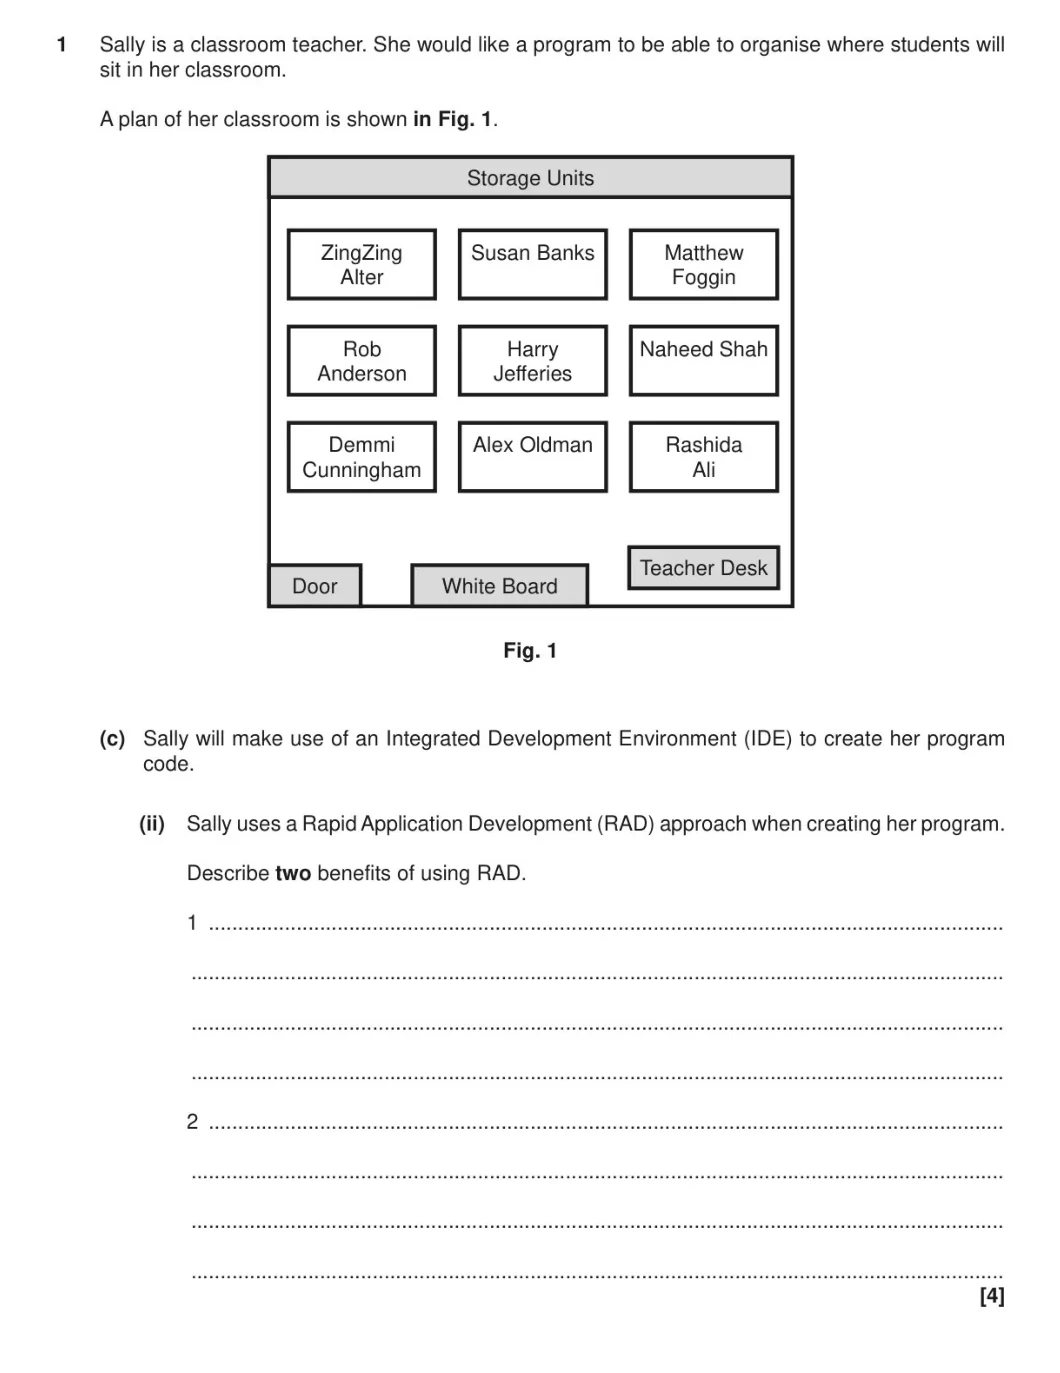 1 Sally is a classroom teacher. She would like a program to be able to organise where students will
sit in her classroom.
A plan of her classroom is shown in Fig. 1.
Storage Units
ZingZing
Alter
Susan Banks
Matthew
Foggin
Rob
Anderson
Harry
Jefferies
Naheed Shah
Demmi
Cunningham
Alex Oldman
Rashida
Ali
Door
White Board
Teacher Desk
Fig. 1
(c) Sally will make use of an Integrated Development Environment (IDE) to create her program
code.
(ii) Sally uses a Rapid Application Development (RAD) approach when creating her program.
Describe two benefits of using RAD.
1
2
[4]